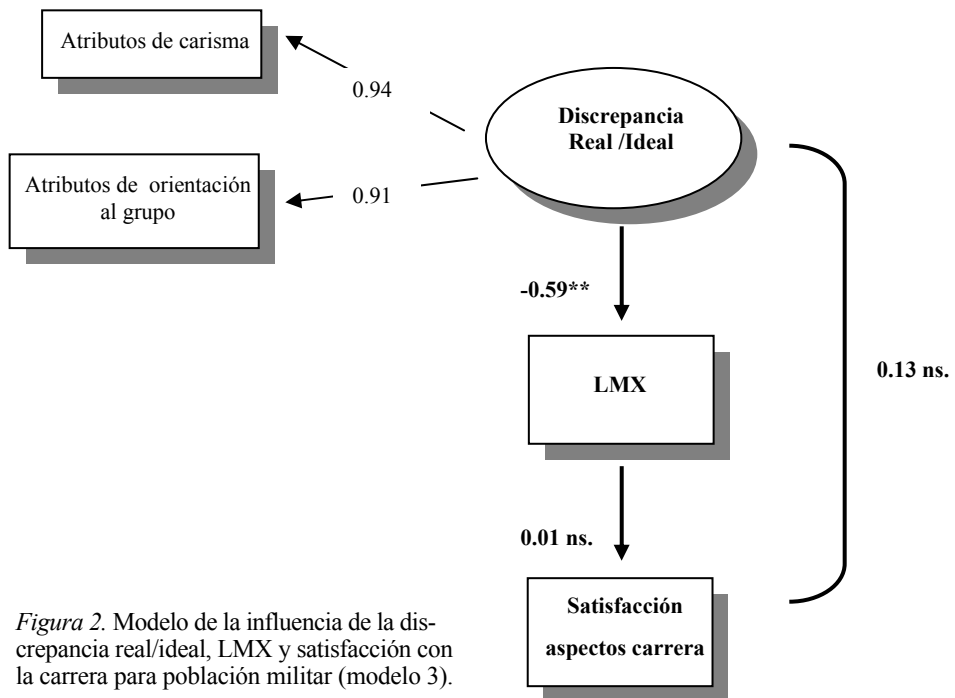 Atributos de carisma
0.94
Discrepancia
Real /Ideal
Atributos de orientación
al grupo
0.91
-0.59**
LMX
0.13 ns.
0.01 ns.
Satisfacción
aspectos carrera
Figura 2. Modelo de la influencia de la dis-
crepancia real/ideal, LMX y satisfacción con
la carrera para población militar (modelo 3).